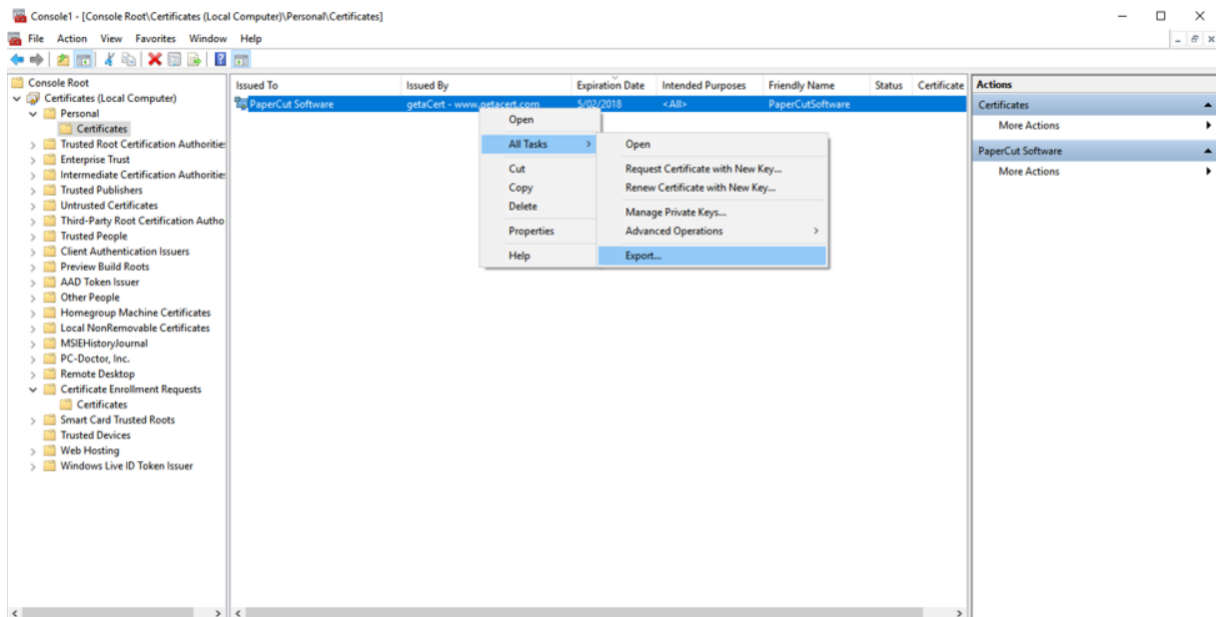 Console1 - [Console Root\Certificates (Local Computer)\Personal\Certificates]
File Action View Favorites Window Help
Console Root
Certificates (Local Computer)
Personal
Certificates
Trusted Root Certification Authoritie
Enterprise Trust
Intermediate Certification Authoritie
Trusted Publishers
Untrusted Certificates
Third-Party Root Certification Autho
Trusted People
Client Authentication Issuers
Preview Build Roots
AAD Token Issuer
Other People
Homegroup Machine Certificates
Local NonRemovable Certificates
MSIEHistoryJournal
PC-Doctor, Inc.
Remote Desktop
Certificate Enrollment Requests
Certificates
Smart Card Trusted Roots
Trusted Devices
Web Hosting
Windows Live ID Token Issuer
Issued To Issued By Expiration Date Intended Purposes Friendly Name Status Certificate
PaperCut Software getaCert - www.getacert.com 5/02/2018 <All> PaperCutSoftware
Open
All Tasks
Cut
Copy
Delete
Properties
Help
Open
Request Certificate with New Key...
Renew Certificate with New Key...
Manage Private Keys...
Advanced Operations
Export...
Actions
Certificates
More Actions
PaperCut Software
More Actions